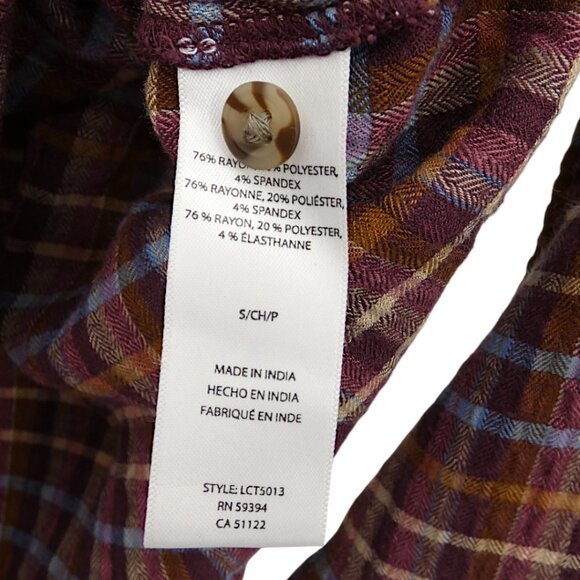 76% RAYON, POLYESTER,
4% SPANDEX
76% RAYONNE, 20% POLIÉSTER,
4% SPANDEX
76 % RAYON, 20 % POLYESTER,
4 % ÉLASTHANNE
S/CH/P
MADE IN INDIA
HECHO EN INDIA
FABRIQUÉ EN INDE
STYLE: LCT5013
RN 59394
CA 51122